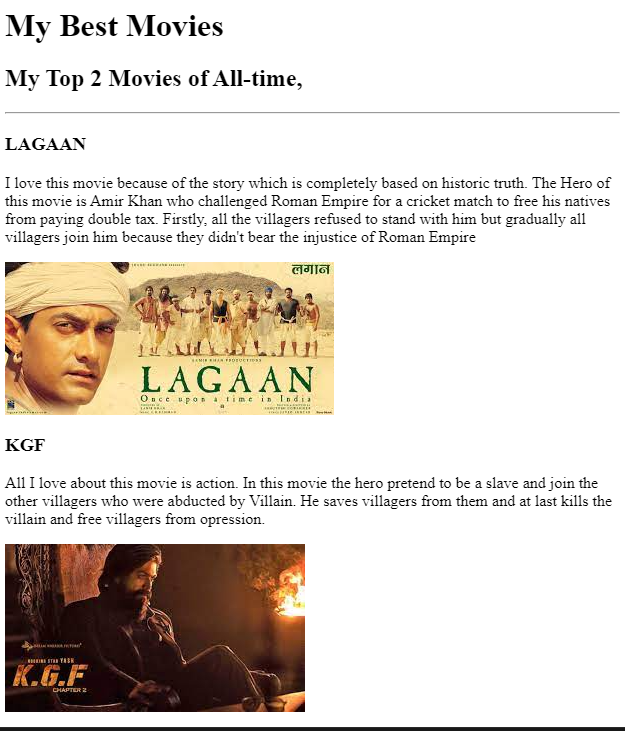 My Best Movies
My Top 2 Movies of All-time,
LAGAAN
I love this movie because of the story which is completely based on historic truth. The Hero of
this movie is Amir Khan who challenged Roman Empire for a cricket match to free his natives
from paying double tax. Firstly, all the villagers refused to stand with him but gradually all
villagers join him because they didn't bear the injustice of Roman Empire
लगान
AAMIR KHAN PRODUCTIONS
LAGAAN
Once upon a time in India
KGF
All I love about this movie is action. In this movie the hero pretend to be a slave and join the
other villagers who were abducted by Villain. He saves villagers from them and at last kills the
villain and free villagers from opression.
DREAM WARRIOR PICTURES
ROCKING STAR YASH
K.G.F
CHAPTER 2